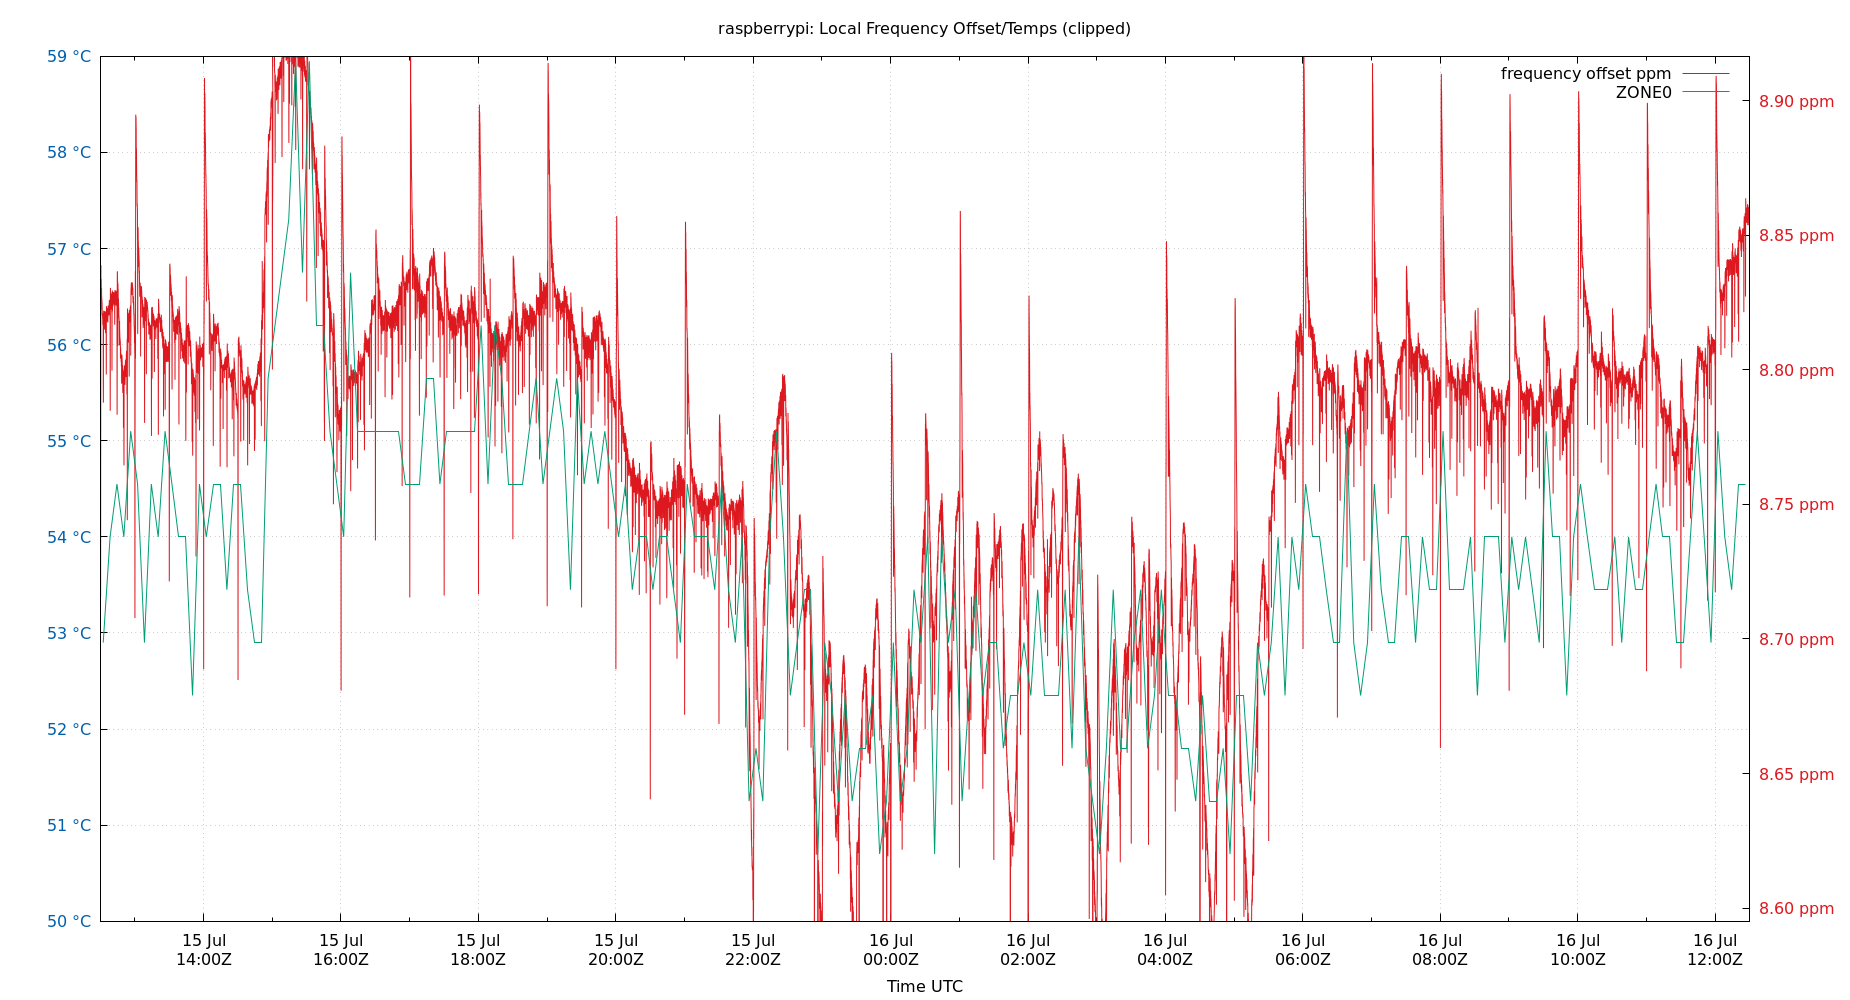 raspberrypi: Local Frequency Offset/Temps (clipped)
59 °C
58 °C
57 °C
56 °C
55 °C
54 °C
53 °C
52 °C
51 °C
50 °C
frequency offset ppm
ZONE0
8.90 ppm
8.85 ppm
8.80 ppm
8.75 ppm
8.70 ppm
8.65 ppm
8.60 ppm
15 Jul
14:00Z
15 Jul
16:00Z
15 Jul
18:00Z
15 Jul
20:00Z
15 Jul
22:00Z
16 Jul
00:00Z
16 Jul
02:00Z
16 Jul
04:00Z
16 Jul
06:00Z
16 Jul
08:00Z
16 Jul
10:00Z
16 Jul
12:00Z
Time UTC